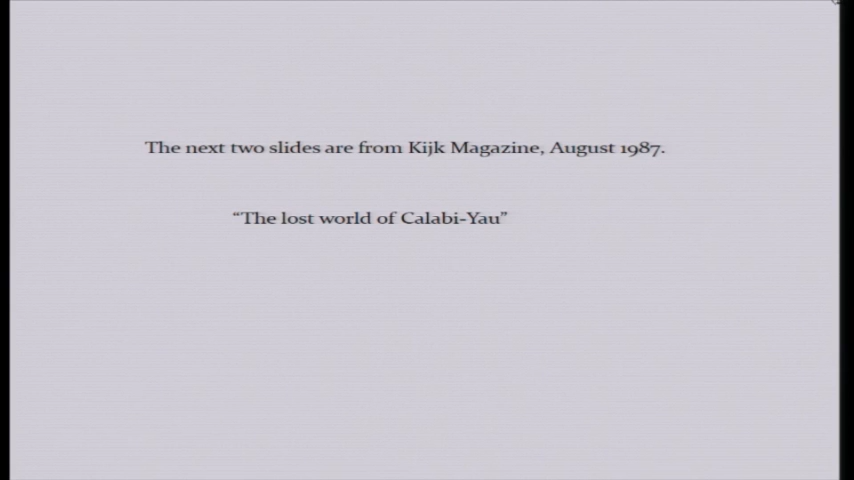 The next two slides are from Kijk Magazine, August 1987.
“The lost world of Calabi-Yau”